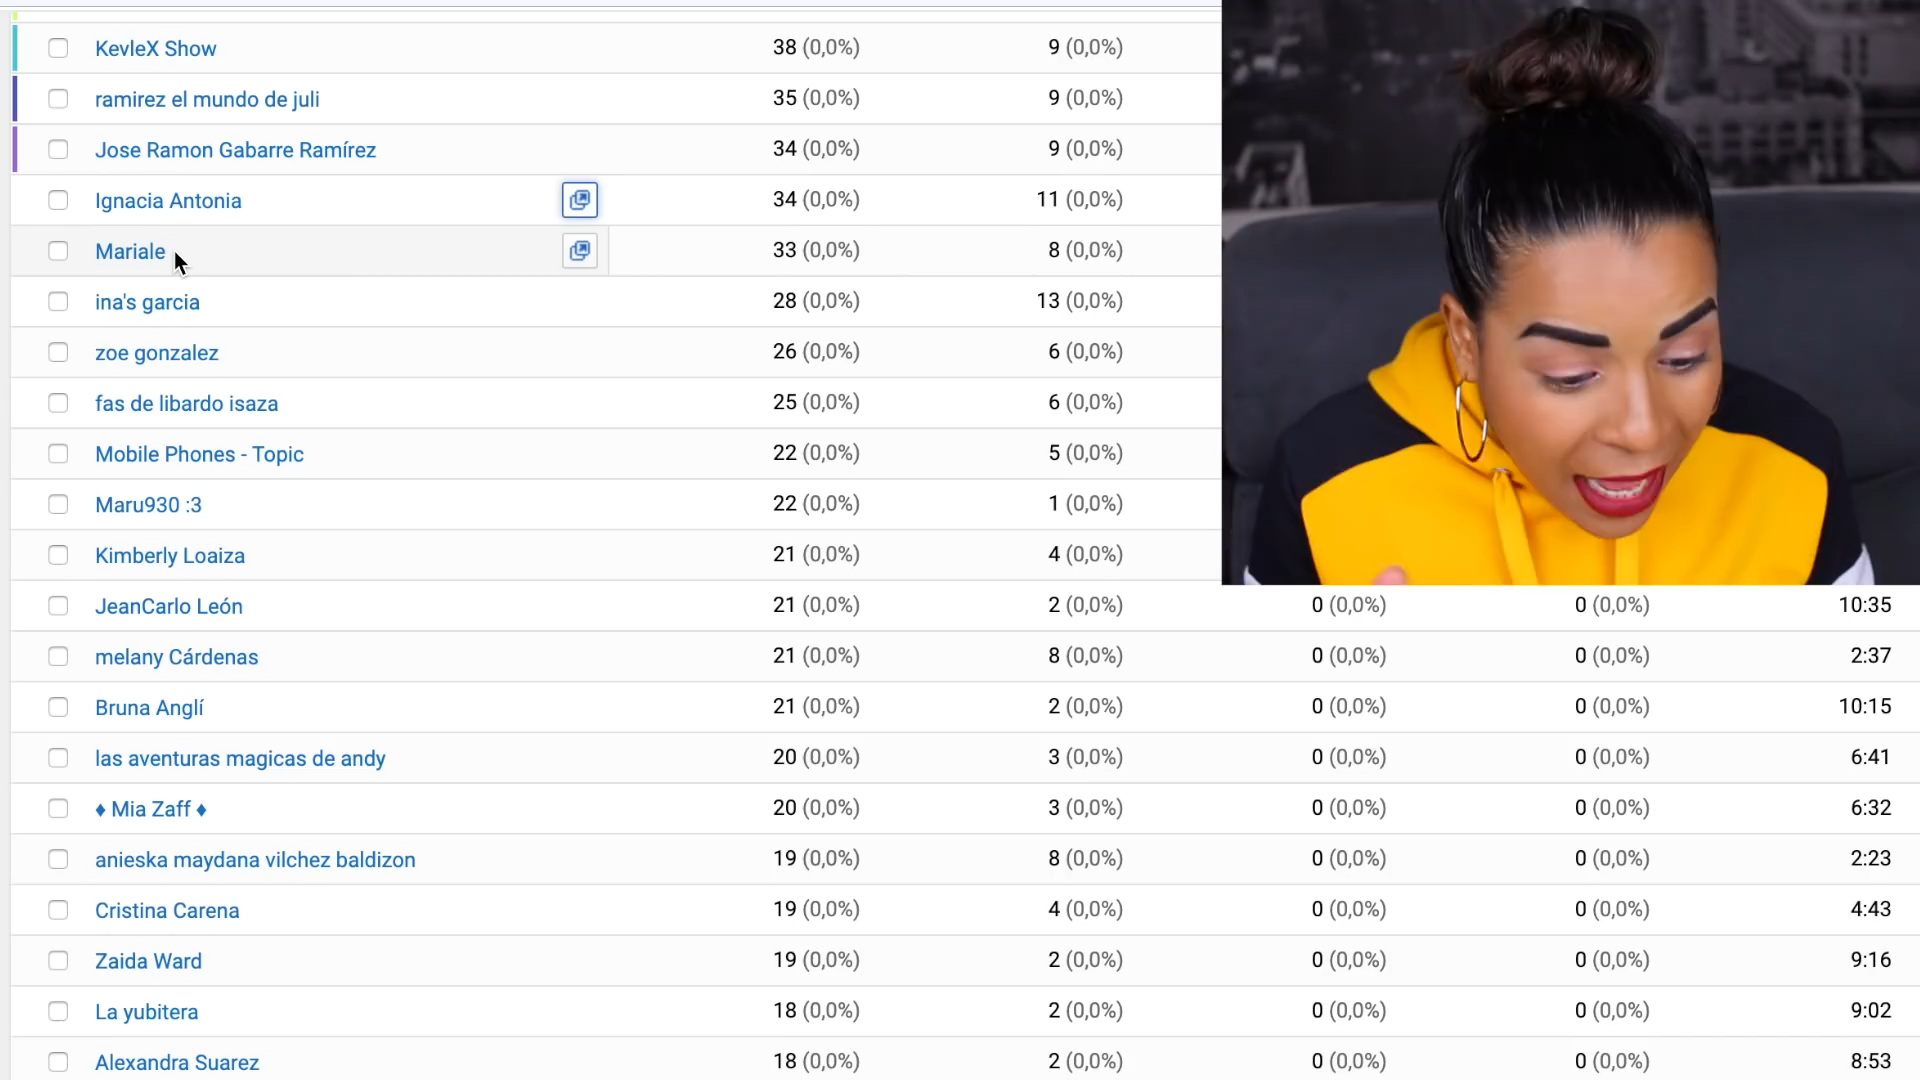 KevleX Show 38 (0,0%) 9 (0,0%)
ramirez el mundo de juli 35 (0,0%) 9 (0,0%)
Jose Ramon Gabarre Ramírez 34 (0,0%) 9 (0,0%)
Ignacia Antonia 34 (0,0%) 11 (0,0%)
Mariale 33 (0,0%) 8 (0,0%)
ina's garcia 28 (0,0%) 13 (0,0%)
zoe gonzalez 26 (0,0%) 6 (0,0%)
fas de libardo isaza 25 (0,0%) 6 (0,0%)
Mobile Phones - Topic 22 (0,0%) 5 (0,0%)
Maru930 :3 22 (0,0%) 1 (0,0%)
Kimberly Loaiza 21 (0,0%) 4 (0,0%)
JeanCarlo León 21 (0,0%) 2 (0,0%) 0 (0,0%) 0 (0,0%) 10:35
melany Cárdenas 21 (0,0%) 8 (0,0%) 0 (0,0%) 0 (0,0%) 2:37
Bruna Anglí 21 (0,0%) 2 (0,0%) 0 (0,0%) 0 (0,0%) 10:15
las aventuras magicas de andy 20 (0,0%) 3 (0,0%) 0 (0,0%) 0 (0,0%) 6:41
♦ Mia Zaff ♦ 20 (0,0%) 3 (0,0%) 0 (0,0%) 0 (0,0%) 6:32
anieska maydana vilchez baldizon 19 (0,0%) 8 (0,0%) 0 (0,0%) 0 (0,0%) 2:23
Cristina Carena 19 (0,0%) 4 (0,0%) 0 (0,0%) 0 (0,0%) 4:43
Zaida Ward 19 (0,0%) 2 (0,0%) 0 (0,0%) 0 (0,0%) 9:16
La yubitera 18 (0,0%) 2 (0,0%) 0 (0,0%) 0 (0,0%) 9:02
Alexandra Suarez 18 (0,0%) 2 (0,0%) 0 (0,0%) 0 (0,0%) 8:53